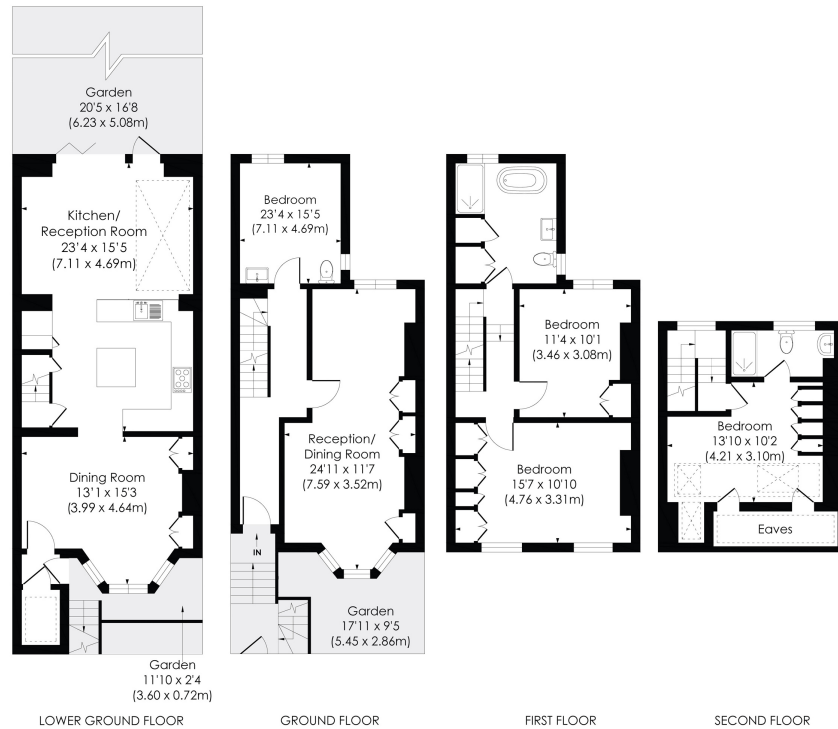 Garden
20'5 x 16'8
(6.23 x 5.08m)
Kitchen/
Reception Room
23'4 x 15'5
(7.11 x 4.69m)
Dining Room
13'1 x 15'3
(3.99 x 4.64m)
Garden
11'10 x 2'4
(3.60 x 0.72m)
LOWER GROUND FLOOR
Bedroom
23'4 x 15'5
(7.11 x 4.69m)
Reception/
Dining Room
24'11 x 11'7
(7.59 x 3.52m)
IN
Garden
17'11 x 9'5
(5.45 x 2.86m)
GROUND FLOOR
Bedroom
11'4 x 10'1
(3.46 x 3.08m)
Bedroom
15'7 x 10'10
(4.76 x 3.31m)
FIRST FLOOR
Bedroom
13'10 x 10'2
(4.21 x 3.10m)
Eaves
SECOND FLOOR